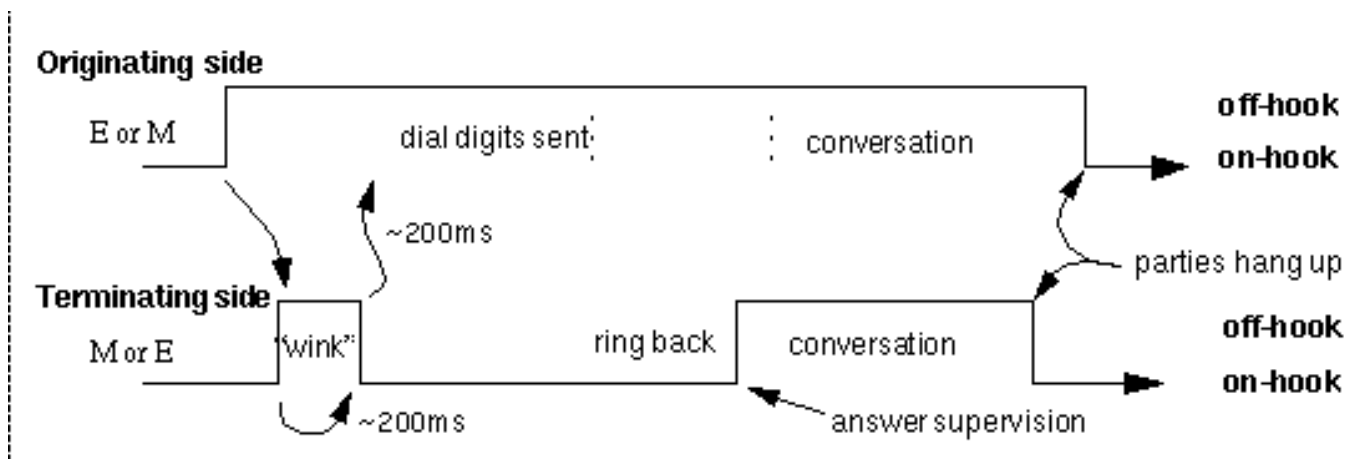 Originating side
E or M
dial digits sent
conversation
off-hook
on-hook
~200ms
parties hang up
Terminating side
M or E
"wink"
ring back
conversation
off-hook
on-hook
~200ms
answer supervision